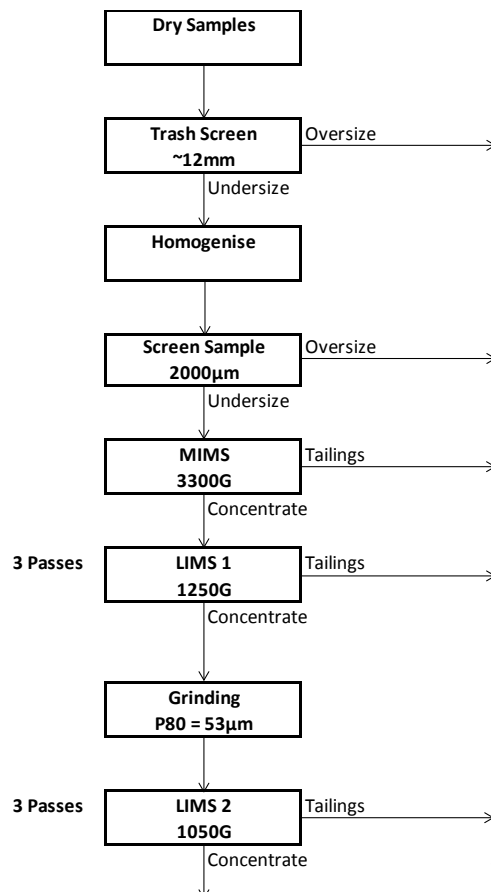 Dry Samples
Trash Screen
~12mm
Oversize
Undersize
Homogenise
Screen Sample
2000µm
Oversize
Undersize
MIMS
3300G
Tailings
Concentrate
3 Passes
LIMS 1
1250G
Tailings
Concentrate
Grinding
P80 = 53µm
3 Passes
LIMS 2
1050G
Tailings
Concentrate